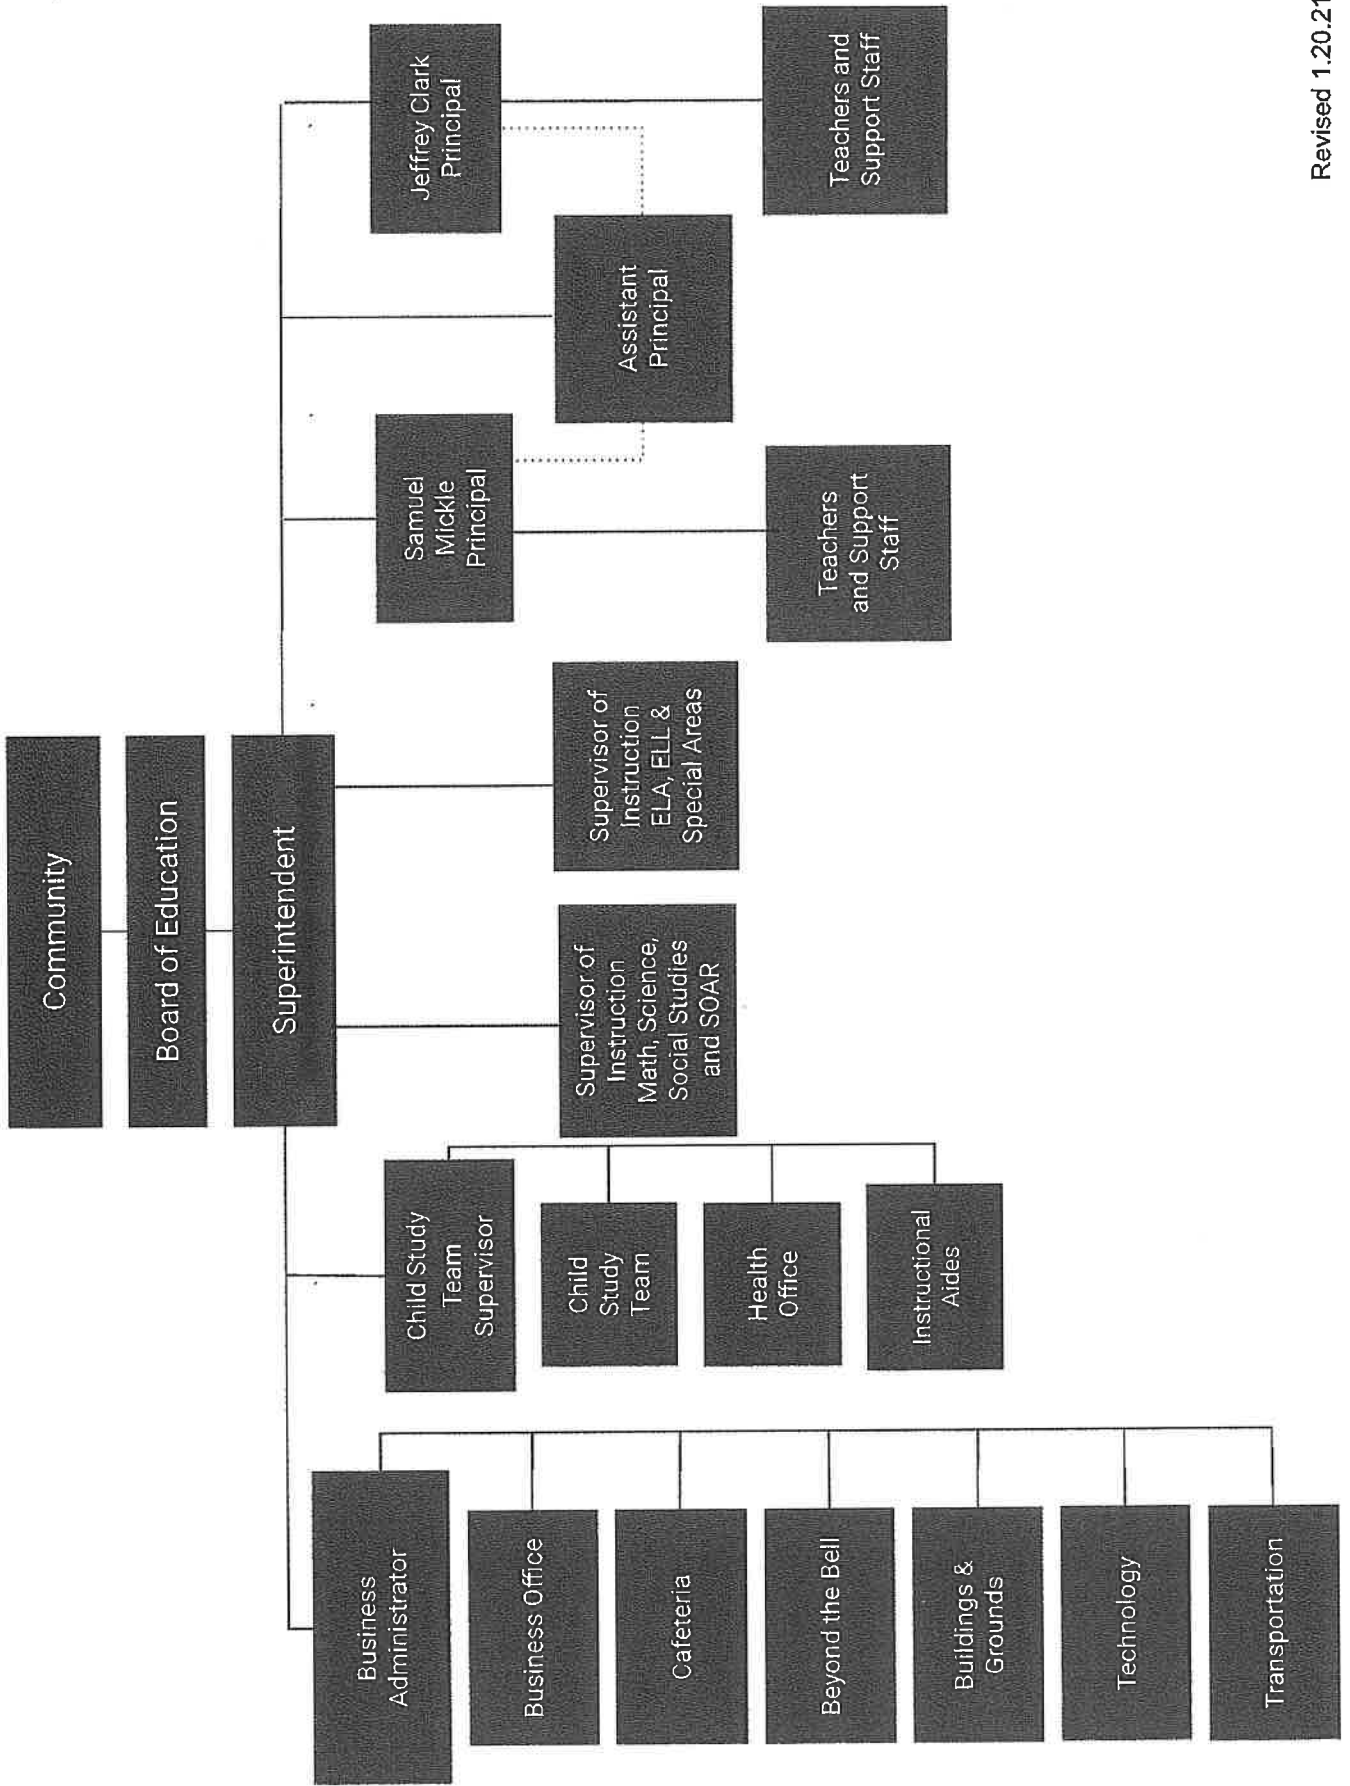 Community
Board of Education
Superintendent
Business
Administrator
Business Office
Cafeteria
Beyond the Bell
Buildings &
Grounds
Technology
Transportation
Child Study
Team
Supervisor
Child
Study
Team
Health
Office
Instructional
Aides
Supervisor of
Instruction
Math, Science,
Social Studies
and SOAR
Supervisor of
Instruction
ELA, ELL &
Special Areas
Samuel
Mickle
Principal
Teachers
and Support
Staff
Assistant
Principal
Jeffrey Clark
Principal
Teachers and
Support Staff
Revised 1.20.21